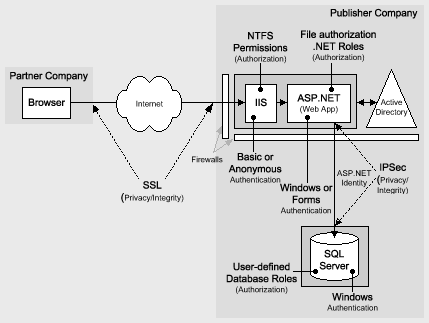 Publisher Company
NTFS
Permissions
(Authorization)
File authorization
.NET Roles
(Authorization)
Partner Company
Browser
Internet
IIS
ASP.NET
(Web App)
Active
Directory
Firewalls
Basic or
Anonymous
Authentication
SSL
(Privacy/Integrity)
Windows or
Forms
Authentication
ASP.NET
Identity
IPSec
(Privacy/
Integrity)
SQL
Server
User-defined
Database Roles
(Authorization)
Windows
Authentication